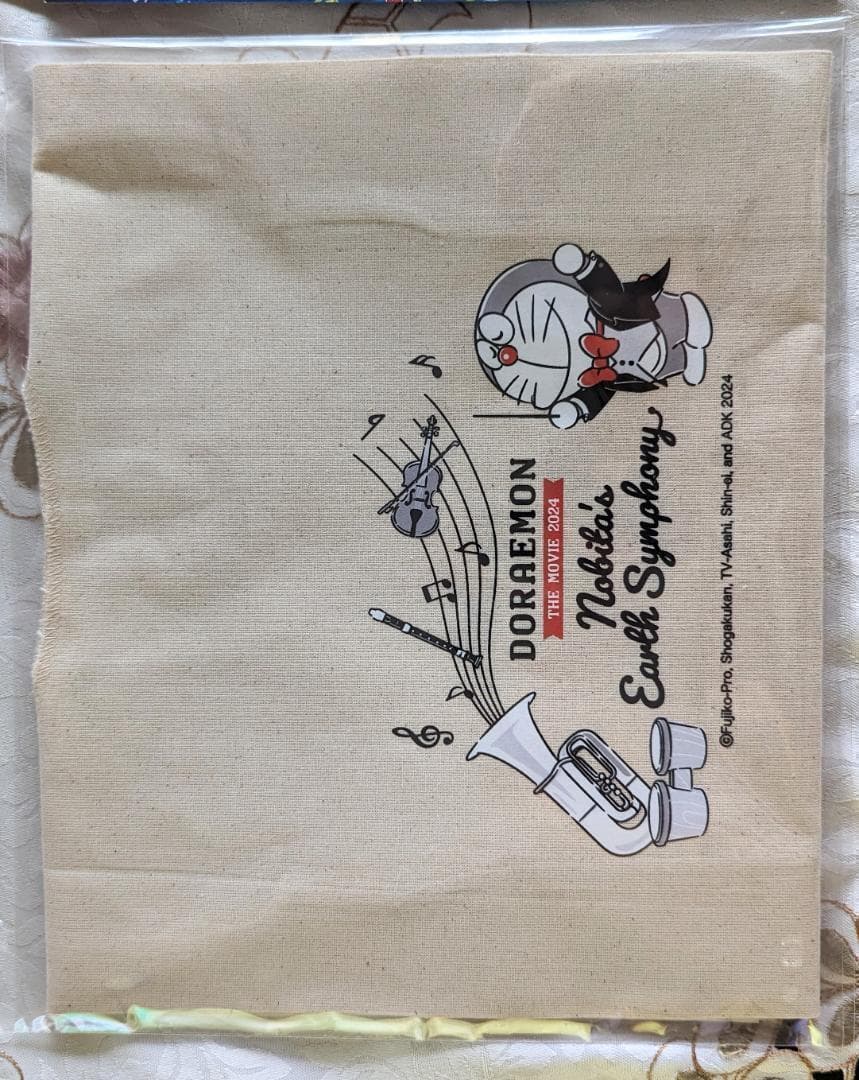 DORAEMON
THE MOVIE 2024
Nobita's
Earth Symphony
©Fujiko-Pro, Shogakukan, TV-Asahi, Shin-ei, and ADK 2024